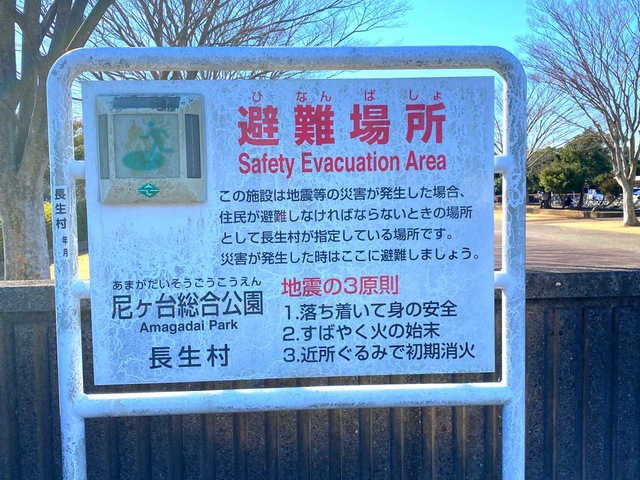 ひなんばしょ
避難場所
Safety Evacuation Area
この施設は地震等の災害が発生した場合、
住民が避難しなければならないときの場所
として長生村が指定している場所です。
災害が発生した時はここに避難しましょう。
あまがだいそうごうこうえん
尼ヶ台総合公園
Amagadai Park
長生村
地震の3原則
1.落ち着いて身の安全
2.すばやく火の始末
3.近所ぐるみで初期消火
長生村
年月